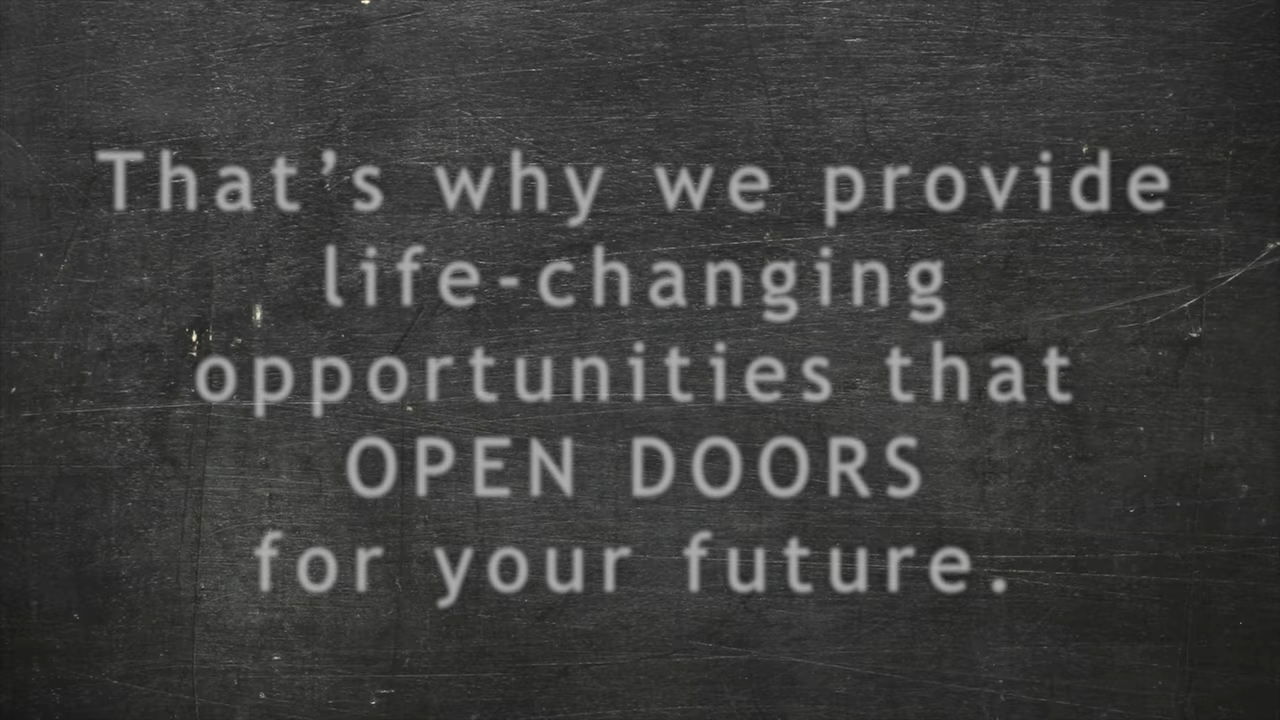 That’s why we provide
life-changing
opportunities that
OPEN DOORS
for your future.